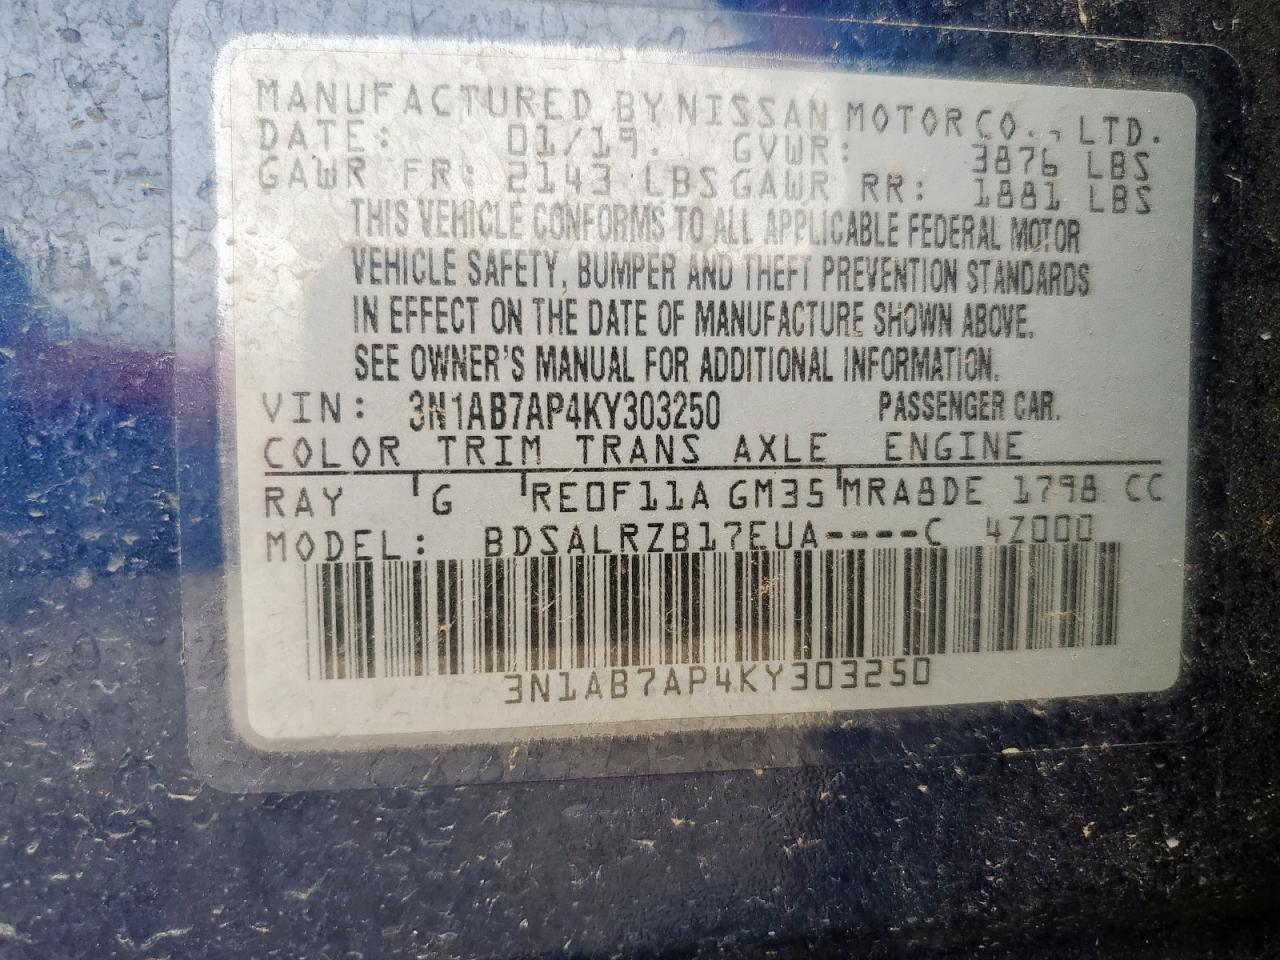 MANUFACTURED BY NISSAN MOTOR CO., LTD.
DATE: 01/19. GVWR: 3876 LBS
GAWR FR: 2143 LBS GAWR RR: 1881 LBS
THIS VEHICLE CONFORMS TO ALL APPLICABLE FEDERAL MOTOR
VEHICLE SAFETY, BUMPER AND THEFT PREVENTION STANDARDS
IN EFFECT ON THE DATE OF MANUFACTURE SHOWN ABOVE.
SEE OWNER'S MANUAL FOR ADDITIONAL INFORMATION.
VIN: 3N1AB7AP4KY303250 PASSENGER CAR.
COLOR TRIM TRANS AXLE ENGINE
RAY G RE0F11A GM35 MRA8DE 1798 CC
MODEL: BDSALRZB17EUA----C 4Z000
3N1AB7AP4KY303250